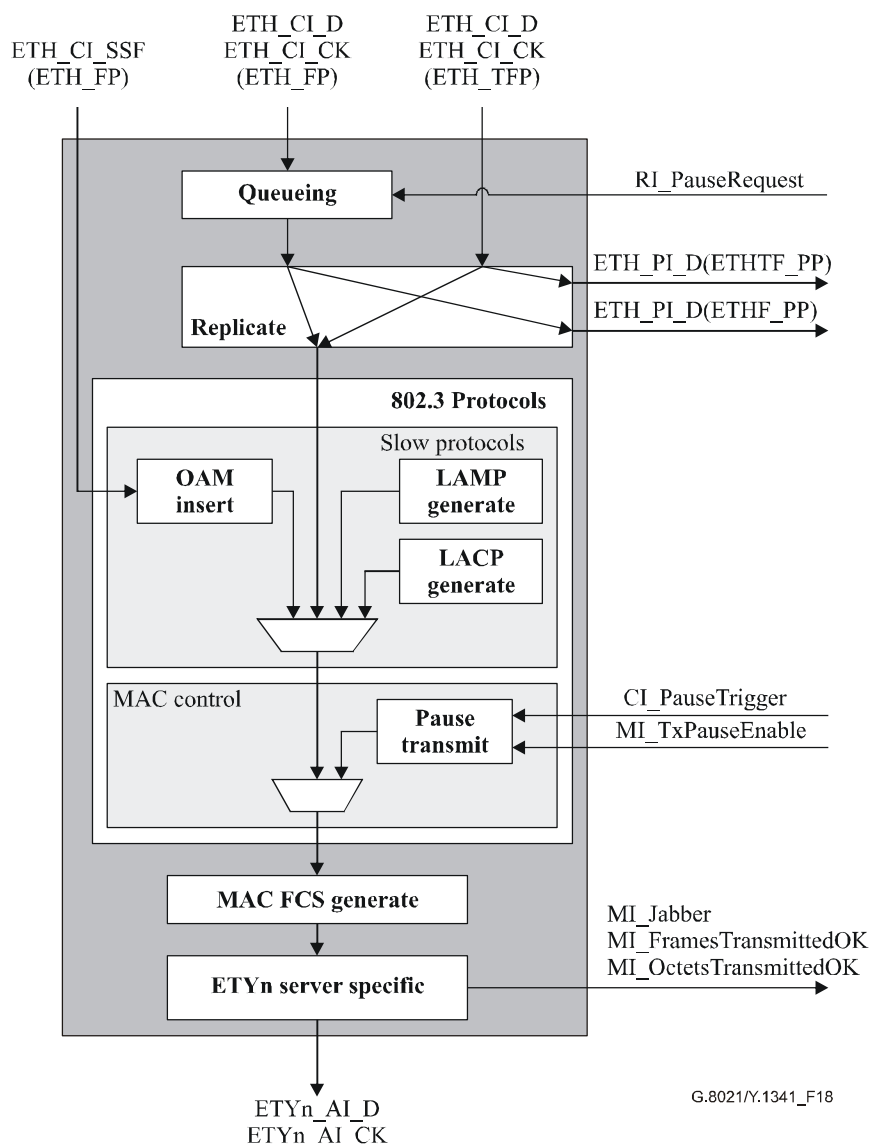 ETH_CI_SSF
(ETH_FP)
ETH_CI_D
ETH_CI_CK
(ETH_FP)
ETH_CI_D
ETH_CI_CK
(ETH_TFP)
Queueing
RI_PauseRequest
Replicate
ETH_PI_D(ETHTF_PP)
ETH_PI_D(ETHF_PP)
802.3 Protocols
Slow protocols
OAM
insert
LAMP
generate
LACP
generate
MAC control
Pause
transmit
CI_PauseTrigger
MI_TxPauseEnable
MAC FCS generate
ETYn server specific
MI_Jabber
MI_FramesTransmittedOK
MI_OctetsTransmittedOK
ETYn_AI_D
ETYn_AI_CK
G.8021/Y.1341_F18